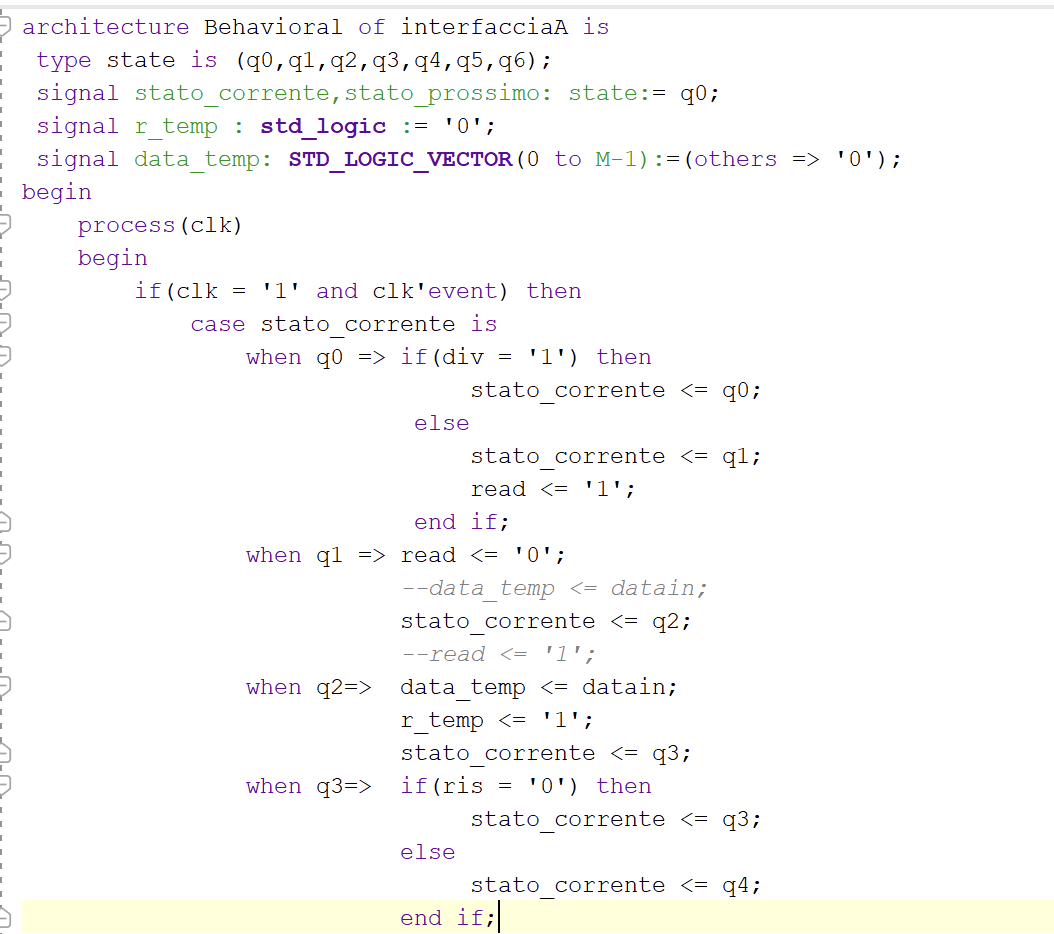 architecture Behavioral of interfacciaA is
type state is (q0,q1,q2,q3,q4,q5,q6);
signal stato_corrente,stato_prossimo: state:= q0;
signal r_temp : std_logic := '0';
signal data_temp: STD_LOGIC_VECTOR(0 to M-1):=(others => '0');
begin
process(clk)
begin
if(clk = '1' and clk'event) then
case stato_corrente is
when q0 => if(div = '1') then
stato_corrente <= q0;
else
stato_corrente <= q1;
read <= '1';
end if;
when q1 => read <= '0';
--data_temp <= datain;
stato_corrente <= q2;
--read <= '1';
when q2=> data_temp <= datain;
r_temp <= '1';
stato_corrente <= q3;
when q3=> if(ris = '0') then
stato_corrente <= q3;
else
stato_corrente <= q4;
end if;